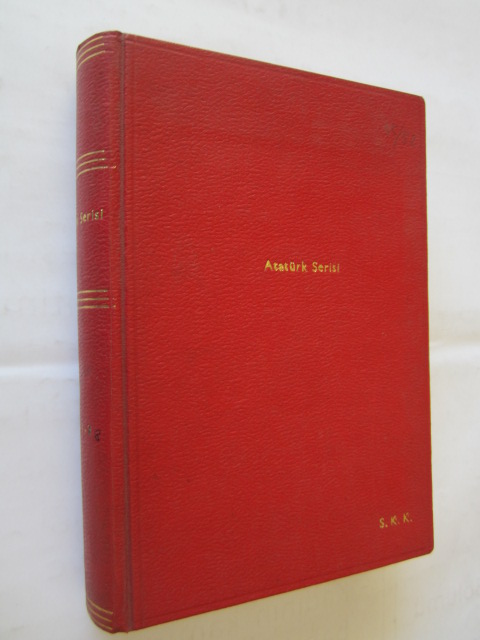 Serisi
Atatürk Serisi
S. K. K.